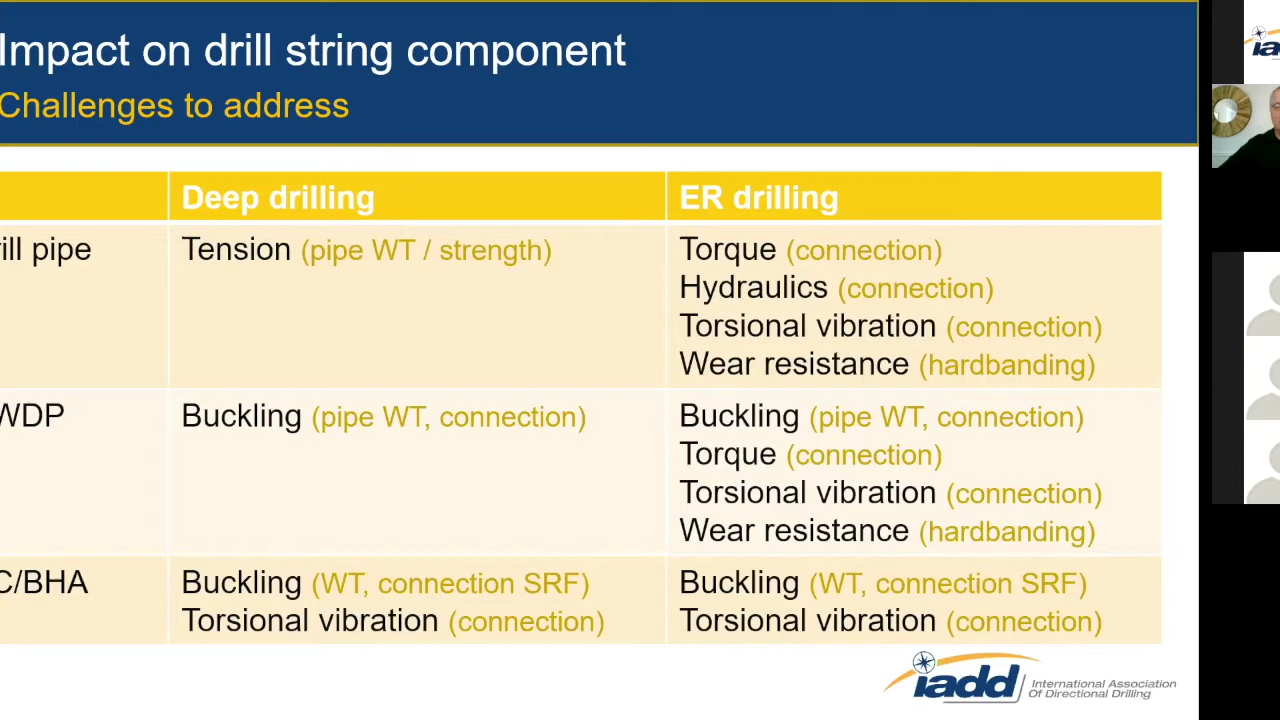 Impact on drill string component
Challenges to address
Deep drilling
ER drilling
ill pipe
Tension (pipe WT / strength)
Torque (connection)
Hydraulics (connection)
Torsional vibration (connection)
Wear resistance (hardbanding)
WDP
Buckling (pipe WT, connection)
Buckling (pipe WT, connection)
Torque (connection)
Torsional vibration (connection)
Wear resistance (hardbanding)
C/BHA
Buckling (WT, connection SRF)
Torsional vibration (connection)
Buckling (WT, connection SRF)
Torsional vibration (connection)
iadd
International Association
Of Directional Drilling
iad